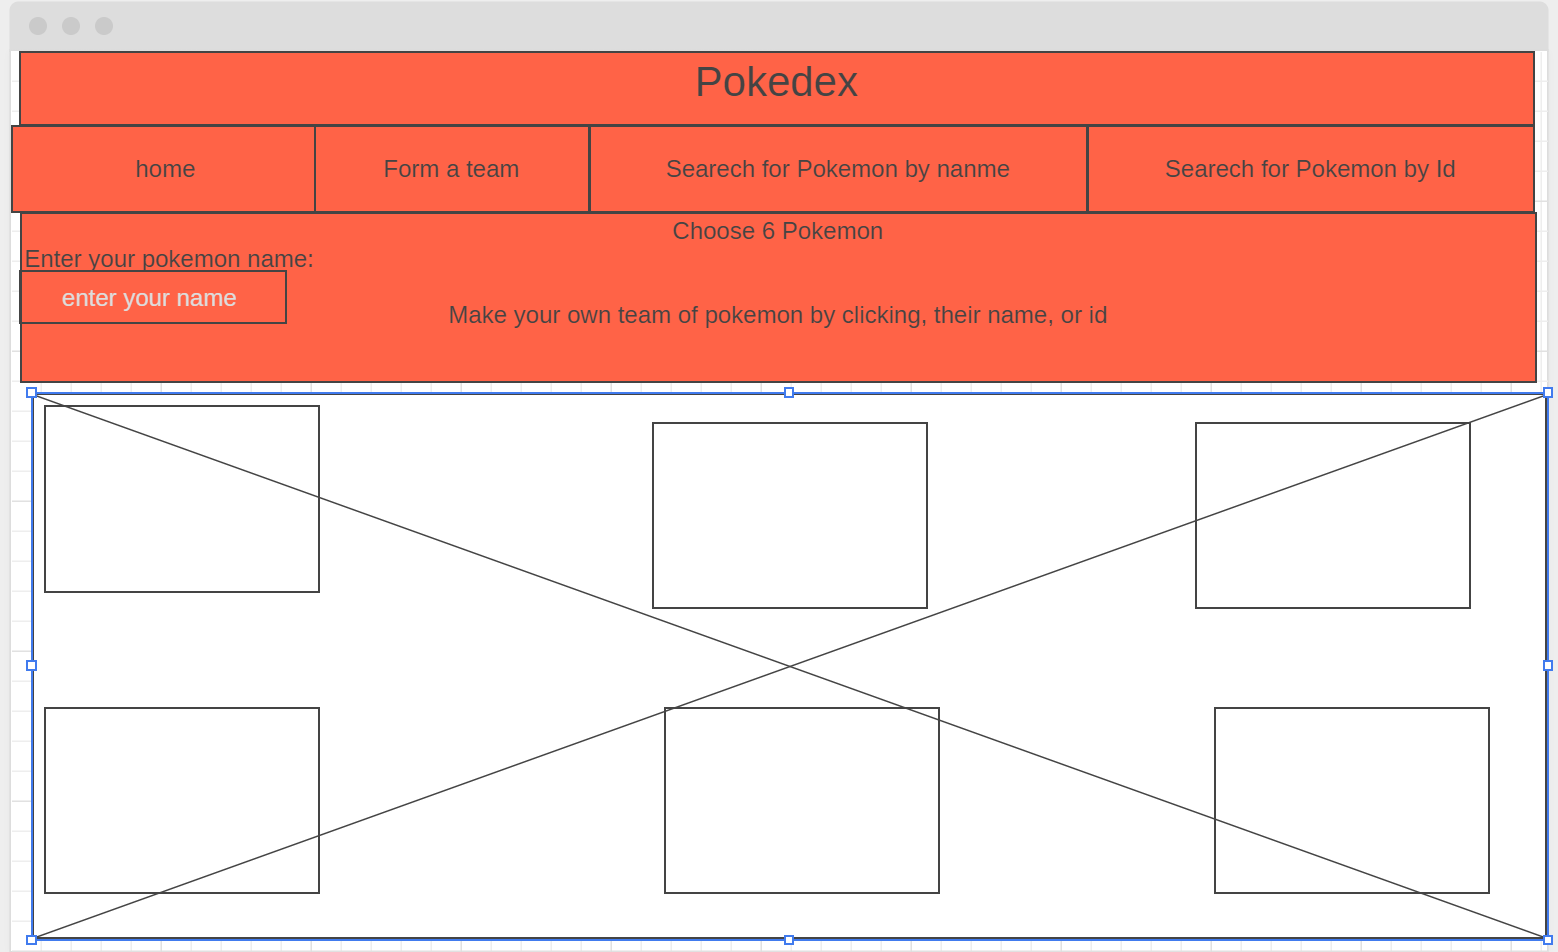 Pokedex
home
Form a team
Searech for Pokemon by nanme
Searech for Pokemon by Id
Choose 6 Pokemon
Enter your pokemon name:
enter your name
Make your own team of pokemon by clicking, their name, or id